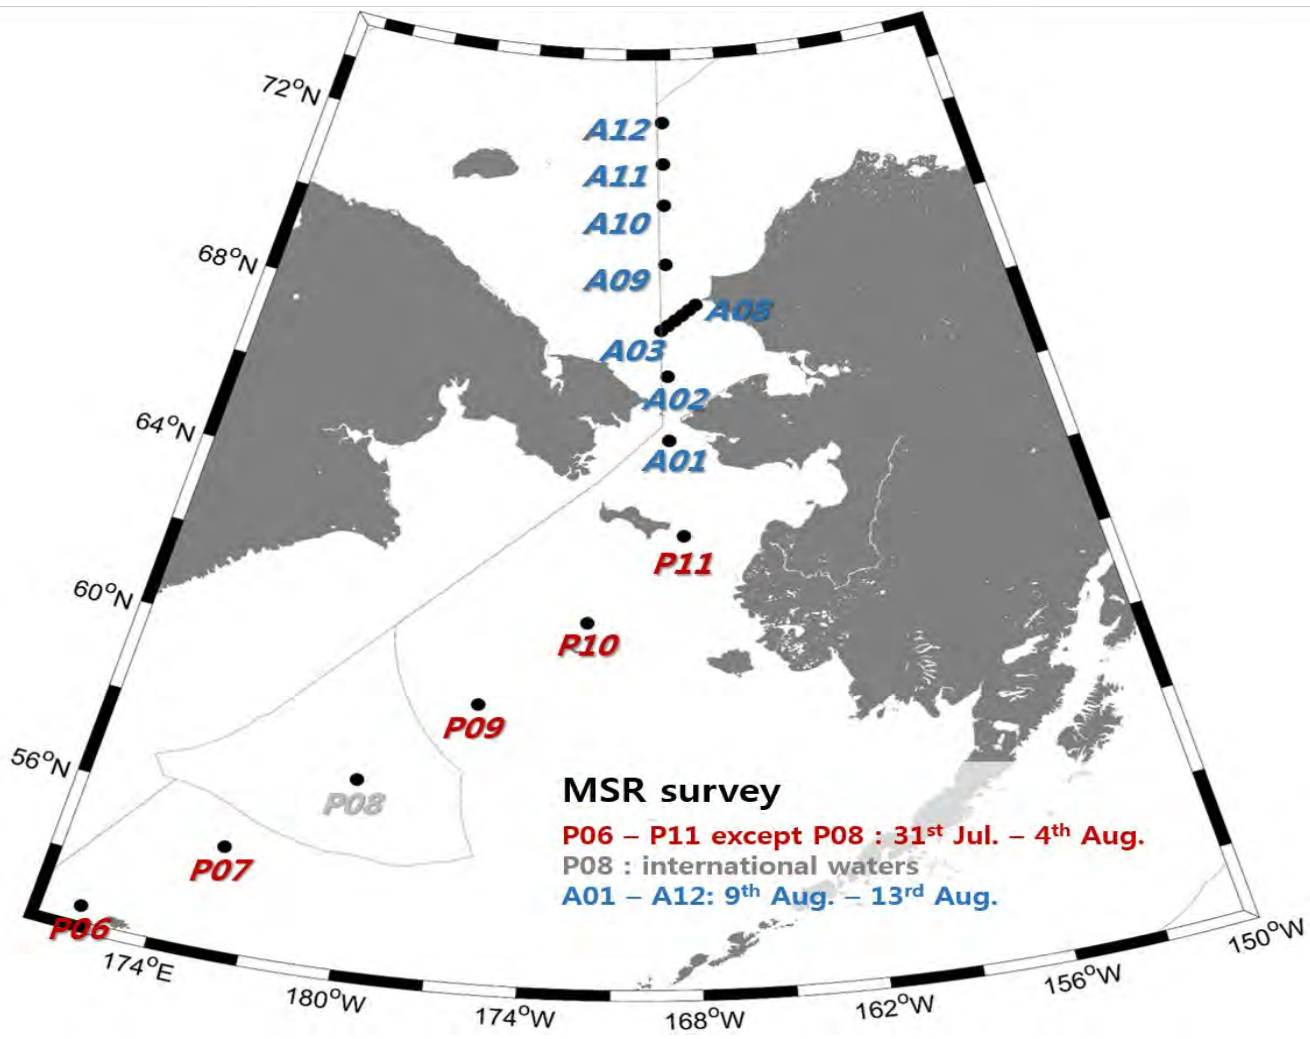 72°N
A12
A11
A10
68°N
A09
A08
A03
A02
64°N
A01
P11
60°N
P10
P09
56°N
P08
MSR survey
P06 – P11 except P08 : 31st Jul. – 4th Aug.
P08 : international waters
A01 – A12: 9th Aug. – 13rd Aug.
P07
P06
174°E
180°W
174°W
168°W
162°W
156°W
150°W